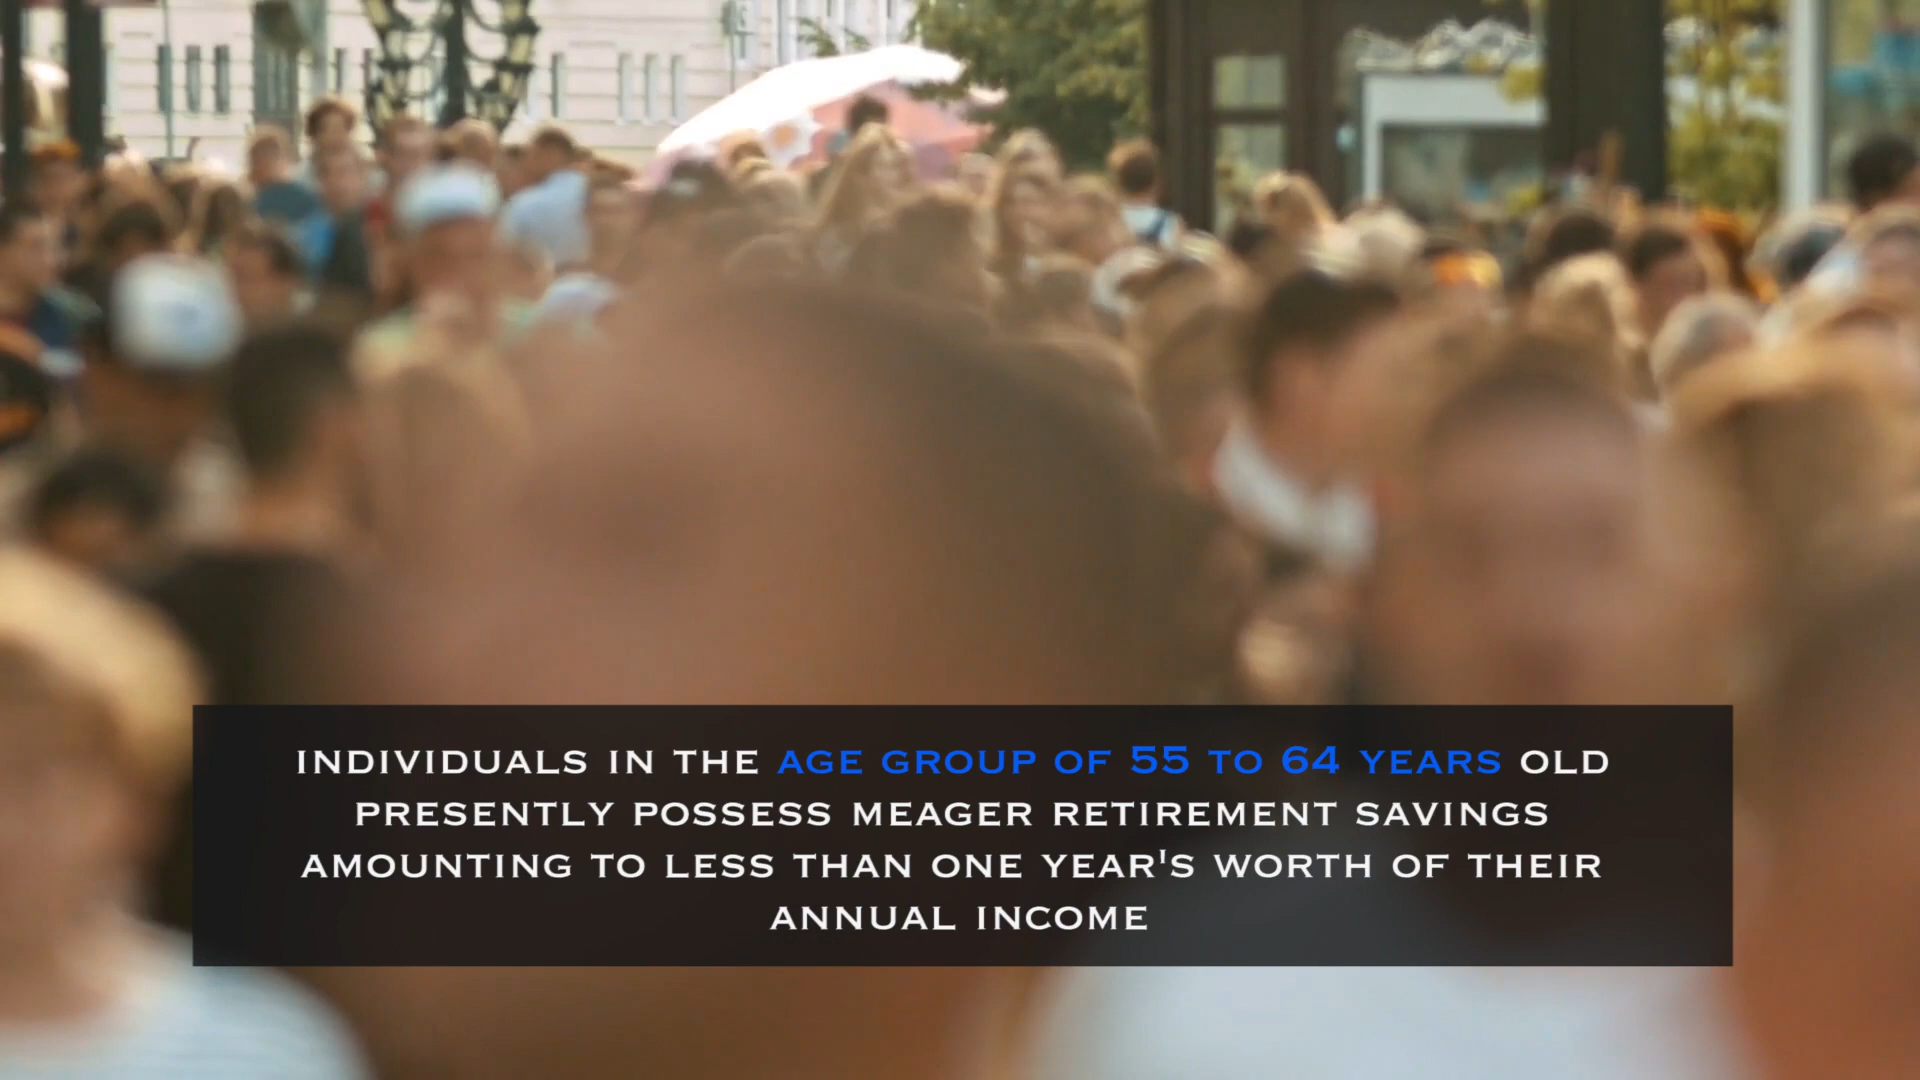 INDIVIDUALS IN THE AGE GROUP OF 55 TO 64 YEARS OLD
PRESENTLY POSSESS MEAGER RETIREMENT SAVINGS
AMOUNTING TO LESS THAN ONE YEAR'S WORTH OF THEIR
ANNUAL INCOME